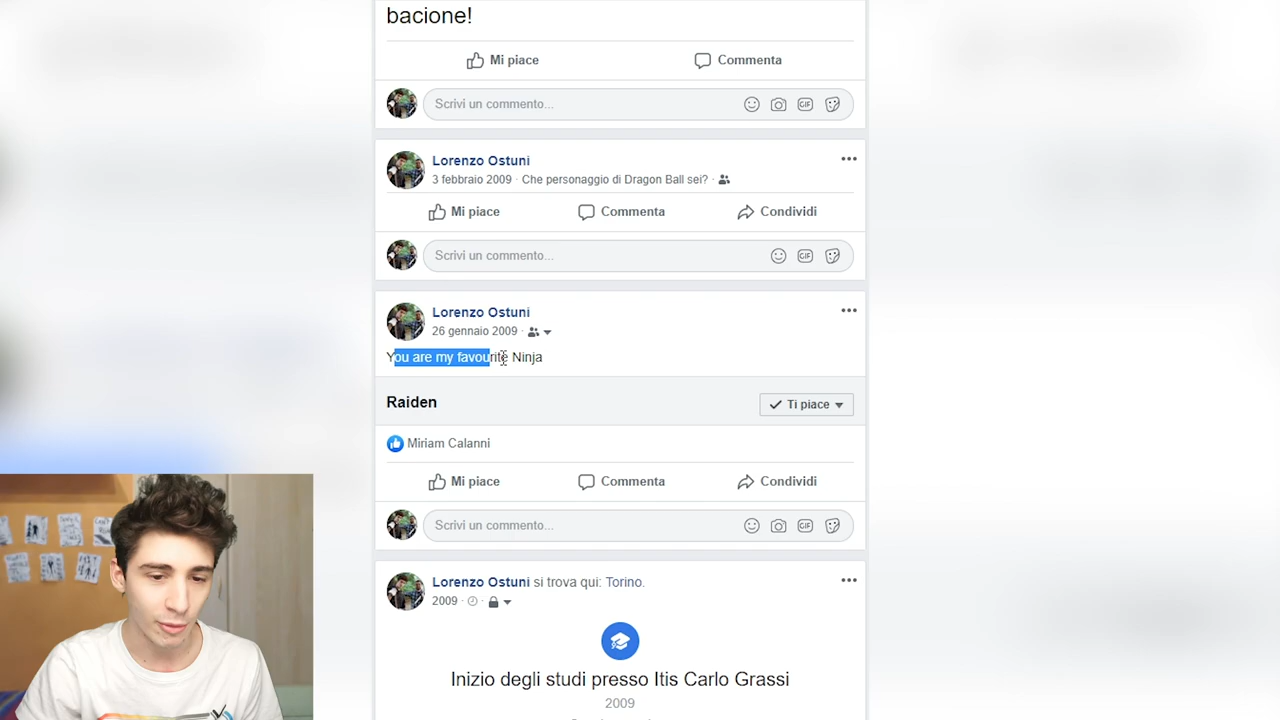 bacione!
Mi piace Commenta
Scrivi un commento... GIF
Lorenzo Ostuni
3 febbraio 2009 · Che personaggio di Dragon Ball sei? ·
Mi piace Commenta Condividi
Scrivi un commento... GIF
Lorenzo Ostuni
26 gennaio 2009 ·
You are my favourite Ninja
Raiden Ti piace
Miriam Calanni
Mi piace Commenta Condividi
Scrivi un commento... GIF
Lorenzo Ostuni si trova qui: Torino.
2009 ·
Inizio degli studi presso Itis Carlo Grassi
2009